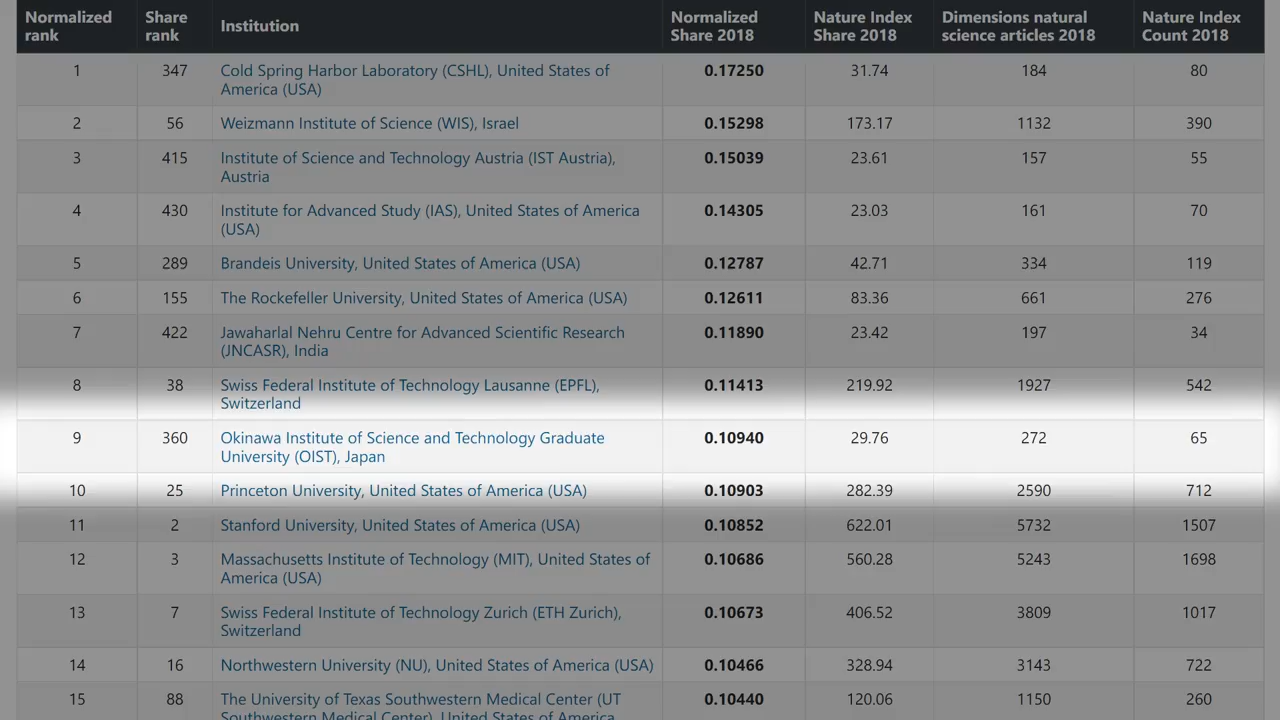 Normalized rank Share rank Institution Normalized Share 2018 Nature Index Share 2018 Dimensions natural science articles 2018 Nature Index Count 2018
1 347 Cold Spring Harbor Laboratory (CSHL), United States of America (USA) 0.17250 31.74 184 80
2 56 Weizmann Institute of Science (WIS), Israel 0.15298 173.17 1132 390
3 415 Institute of Science and Technology Austria (IST Austria), Austria 0.15039 23.61 157 55
4 430 Institute for Advanced Study (IAS), United States of America (USA) 0.14305 23.03 161 70
5 289 Brandeis University, United States of America (USA) 0.12787 42.71 334 119
6 155 The Rockefeller University, United States of America (USA) 0.12611 83.36 661 276
7 422 Jawaharlal Nehru Centre for Advanced Scientific Research (JNCASR), India 0.11890 23.42 197 34
8 38 Swiss Federal Institute of Technology Lausanne (EPFL), Switzerland 0.11413 219.92 1927 542
9 360 Okinawa Institute of Science and Technology Graduate University (OIST), Japan 0.10940 29.76 272 65
10 25 Princeton University, United States of America (USA) 0.10903 282.39 2590 712
11 2 Stanford University, United States of America (USA) 0.10852 622.01 5732 1507
12 3 Massachusetts Institute of Technology (MIT), United States of America (USA) 0.10686 560.28 5243 1698
13 7 Swiss Federal Institute of Technology Zurich (ETH Zurich), Switzerland 0.10673 406.52 3809 1017
14 16 Northwestern University (NU), United States of America (USA) 0.10466 328.94 3143 722
15 88 The University of Texas Southwestern Medical Center (UT Southwestern Medical Center), United States of America 0.10440 120.06 1150 260